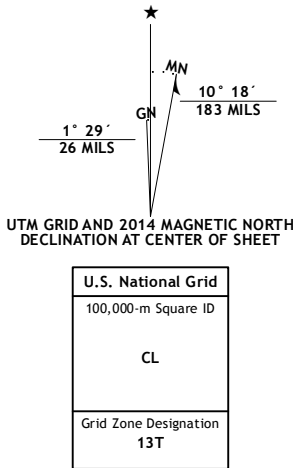 ★
MN
GN
10° 18´
183 MILS
1° 29´
26 MILS
UTM GRID AND 2014 MAGNETIC NORTH
DECLINATION AT CENTER OF SHEET
U.S. National Grid
100,000-m Square ID
CL
Grid Zone Designation
13T